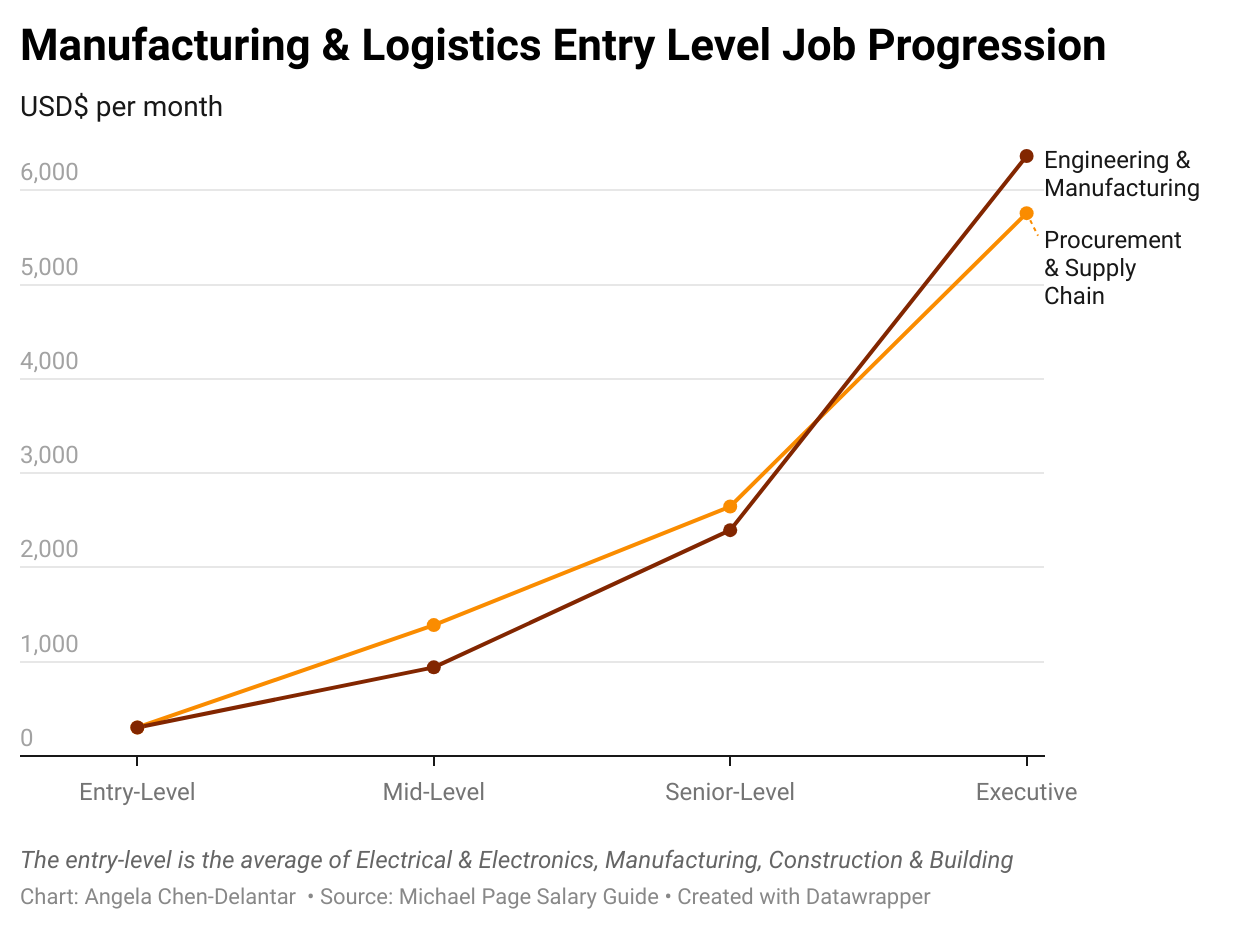 Manufacturing & Logistics Entry Level Job Progression
USD$ per month
6,000
5,000
4,000
3,000
2,000
1,000
0
Engineering &
Manufacturing
Procurement
& Supply
Chain
Entry-Level
Mid-Level
Senior-Level
Executive
The entry-level is the average of Electrical & Electronics, Manufacturing, Construction & Building
Chart: Angela Chen-Delantar • Source: Michael Page Salary Guide • Created with Datawrapper